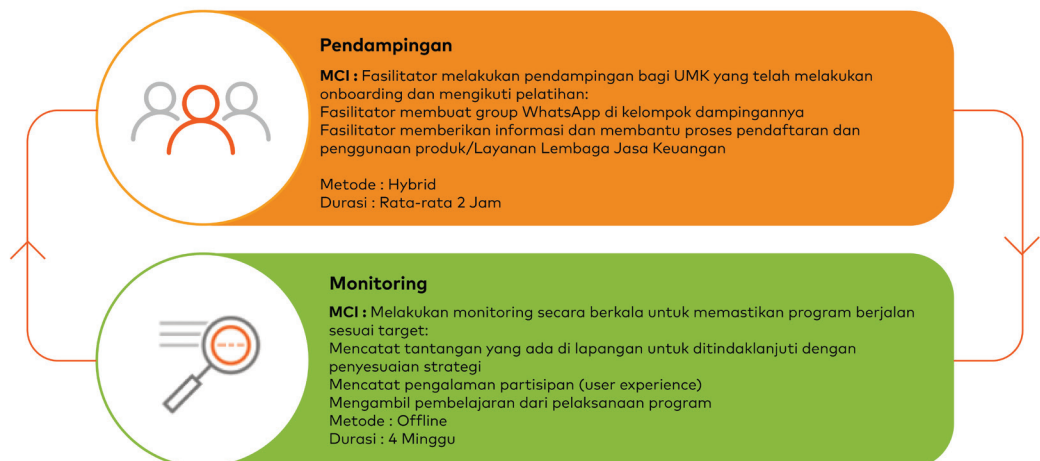 Pendampingan
MCI : Fasilitator melakukan pendampingan bagi UMK yang telah melakukan
onboarding dan mengikuti pelatihan:
Fasilitator membuat group WhatsApp di kelompok dampingannya
Fasilitator memberikan informasi dan membantu proses pendaftaran dan
penggunaan produk/Layanan Lembaga Jasa Keuangan
Metode : Hybrid
Durasi : Rata-rata 2 Jam
Monitoring
MCI : Melakukan monitoring secara berkala untuk memastikan program berjalan
sesuai target:
Mencatat tantangan yang ada di lapangan untuk ditindaklanjuti dengan
penyesuaian strategi
Mencatat pengalaman partisipan (user experience)
Mengambil pembelajaran dari pelaksanaan program
Metode : Offline
Durasi : 4 Minggu